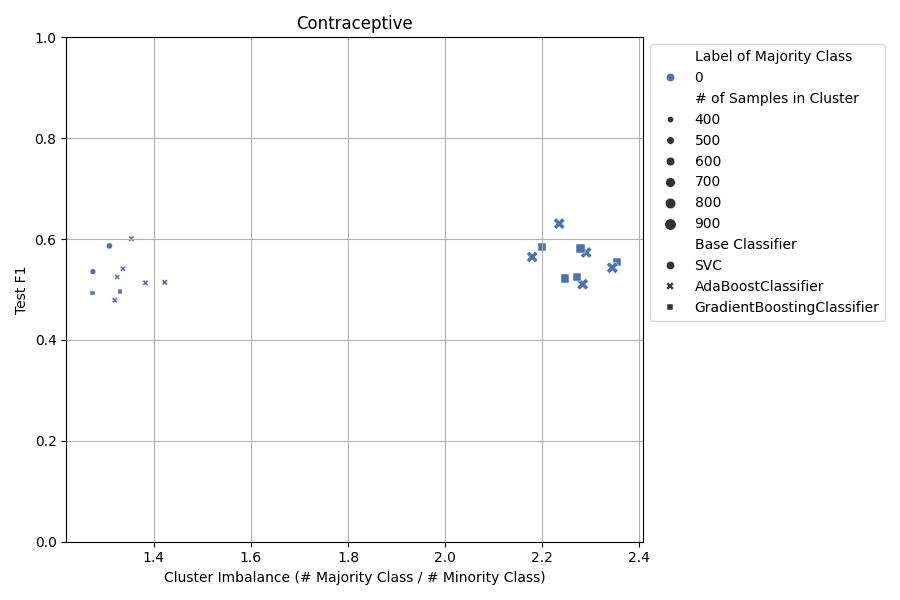 Contraceptive
Test F1
1.0
0.8
0.6
0.4
0.2
0.0
1.4 1.6 1.8 2.0 2.2 2.4
Cluster Imbalance (# Majority Class / # Minority Class)
Label of Majority Class
0
# of Samples in Cluster
400
500
600
700
800
900
Base Classifier
SVC
AdaBoostClassifier
GradientBoostingClassifier